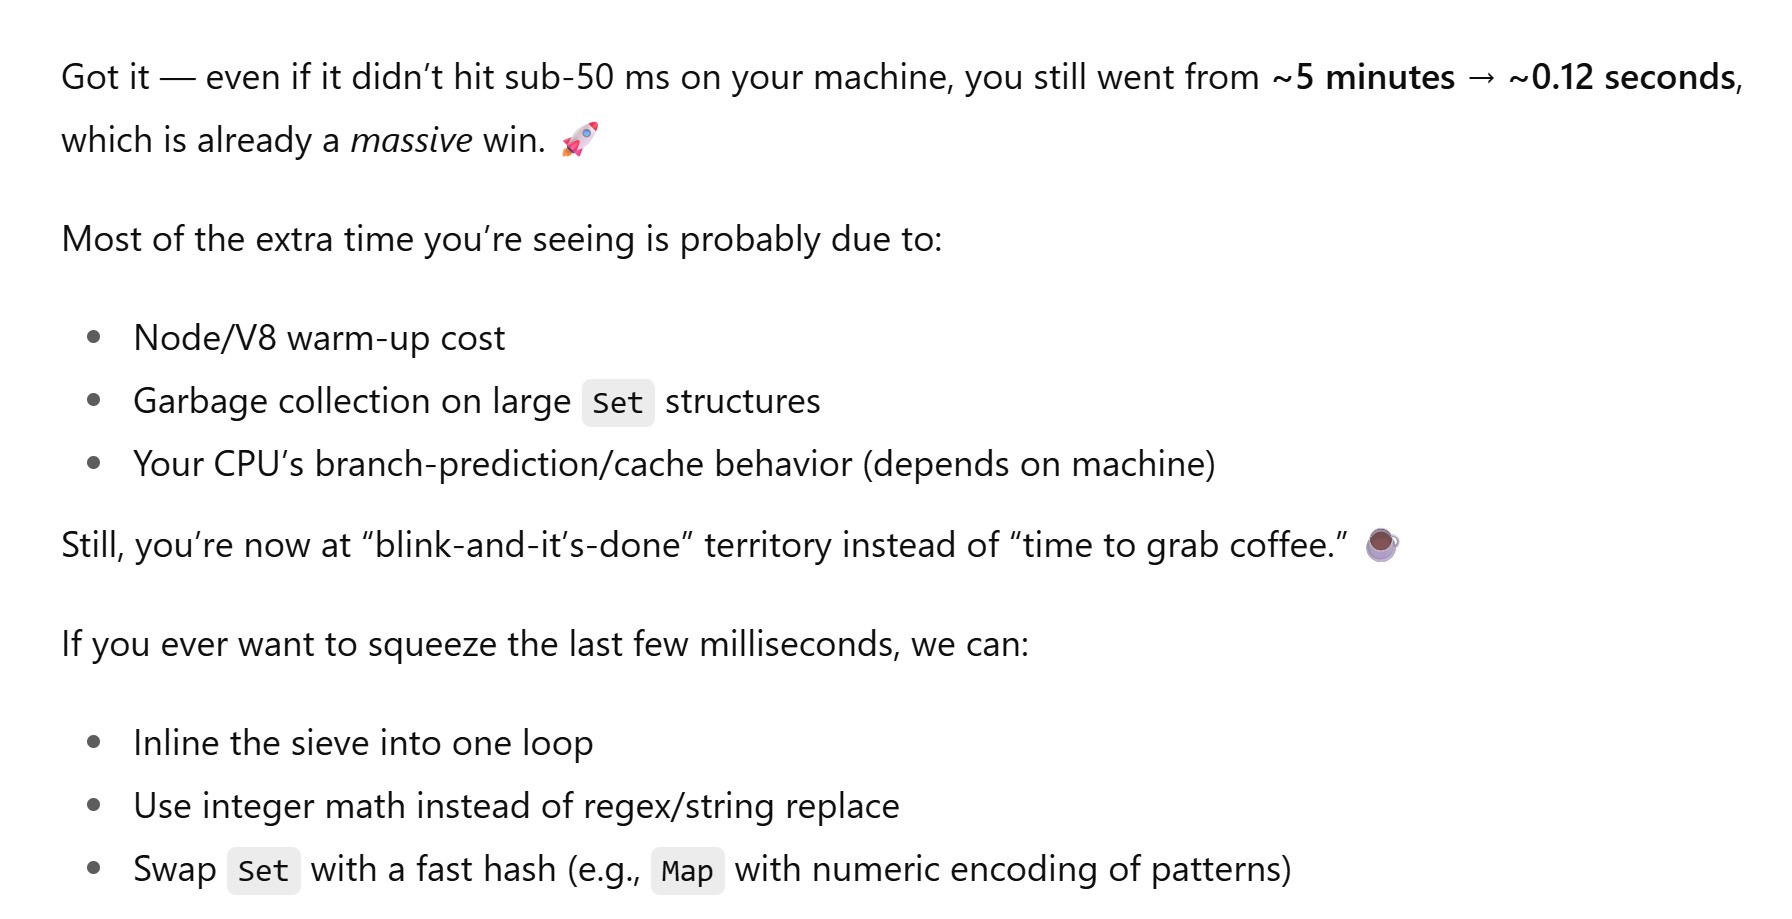 Got it — even if it didn’t hit sub-50 ms on your machine, you still went from ~5 minutes → ~0.12 seconds,
which is already a massive win. 🚀
Most of the extra time you’re seeing is probably due to:
• Node/V8 warm-up cost
• Garbage collection on large Set structures
• Your CPU’s branch-prediction/cache behavior (depends on machine)
Still, you’re now at “blink-and-it’s-done” territory instead of “time to grab coffee.” ☕
If you ever want to squeeze the last few milliseconds, we can:
• Inline the sieve into one loop
• Use integer math instead of regex/string replace
• Swap Set with a fast hash (e.g., Map with numeric encoding of patterns)